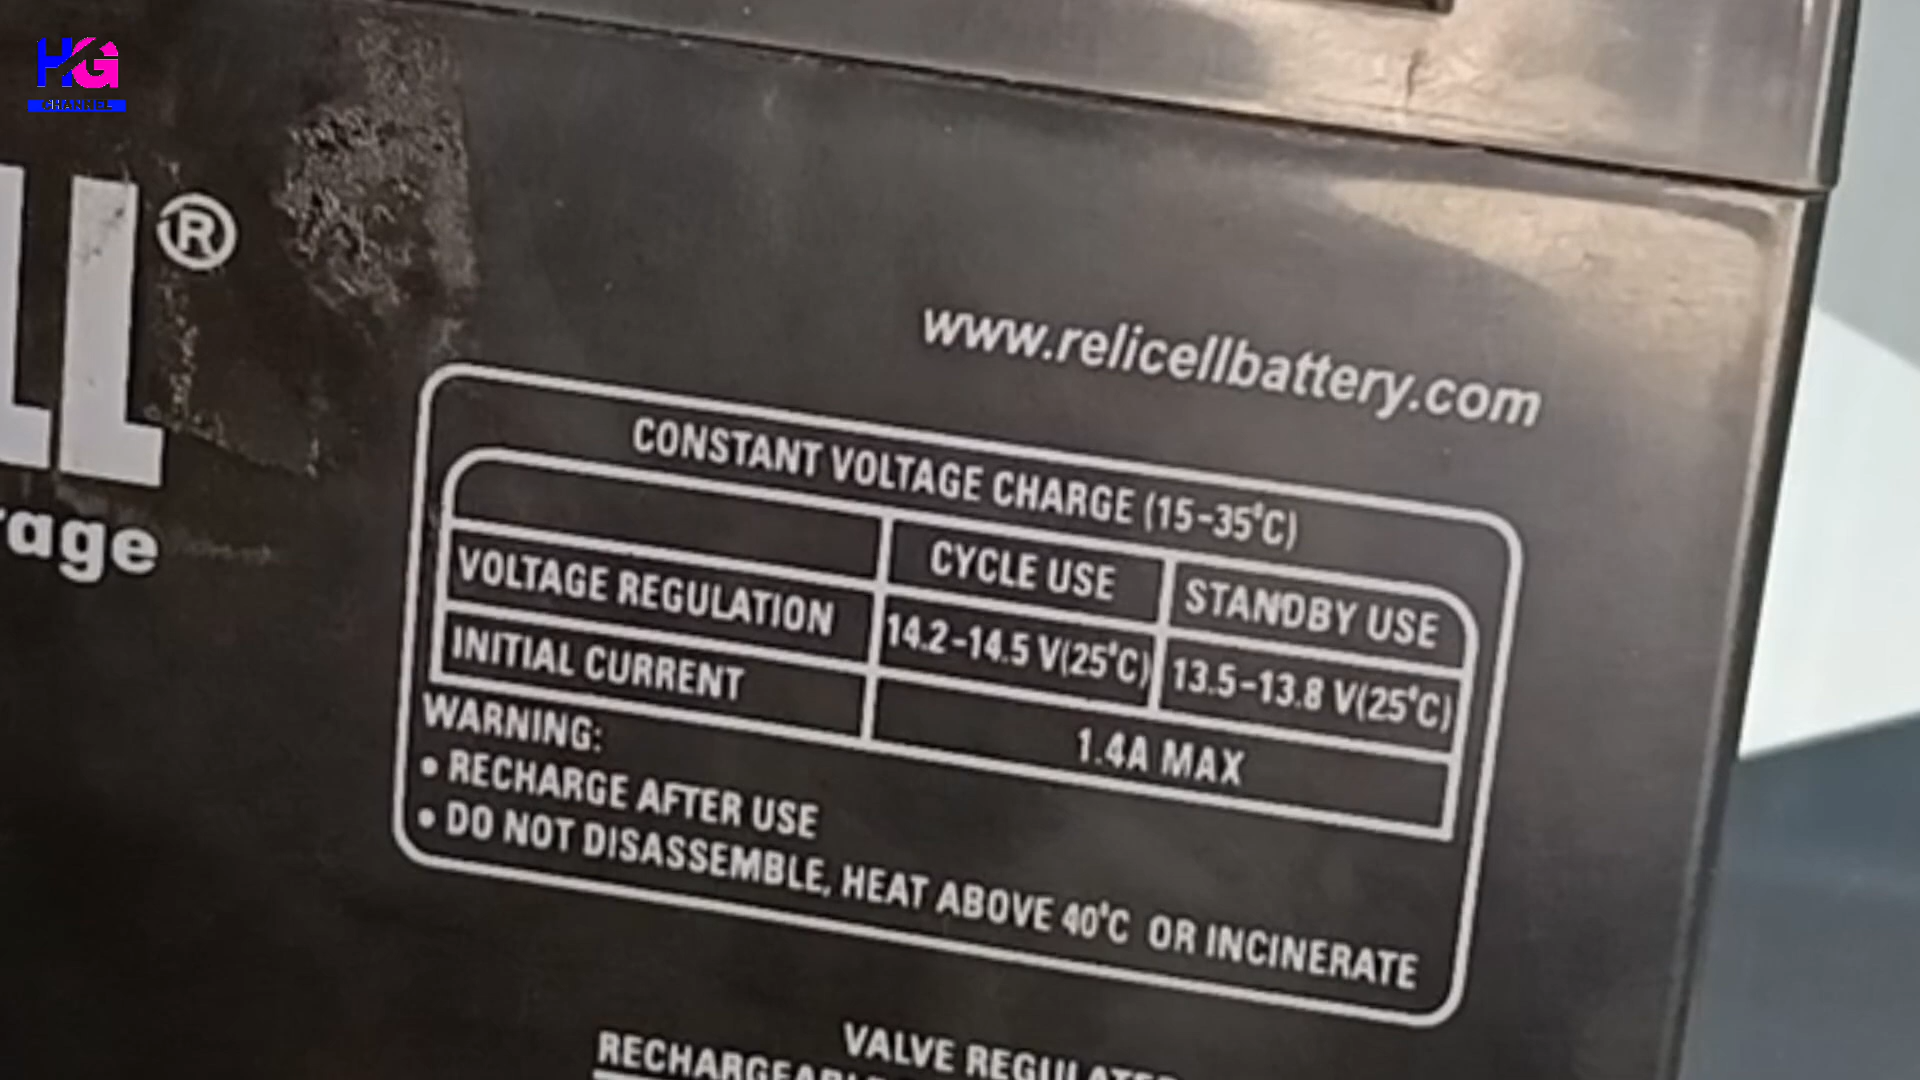 HG
CHANNEL
®
www.relicellbattery.com
CONSTANT VOLTAGE CHARGE (15-35°C)
CYCLE USE
STANDBY USE
VOLTAGE REGULATION
14.2-14.5 V(25°C)
13.5-13.8 V(25°C)
INITIAL CURRENT
1.4A MAX
WARNING:
• RECHARGE AFTER USE
• DO NOT DISASSEMBLE, HEAT ABOVE 40°C OR INCINERATE
VALVE